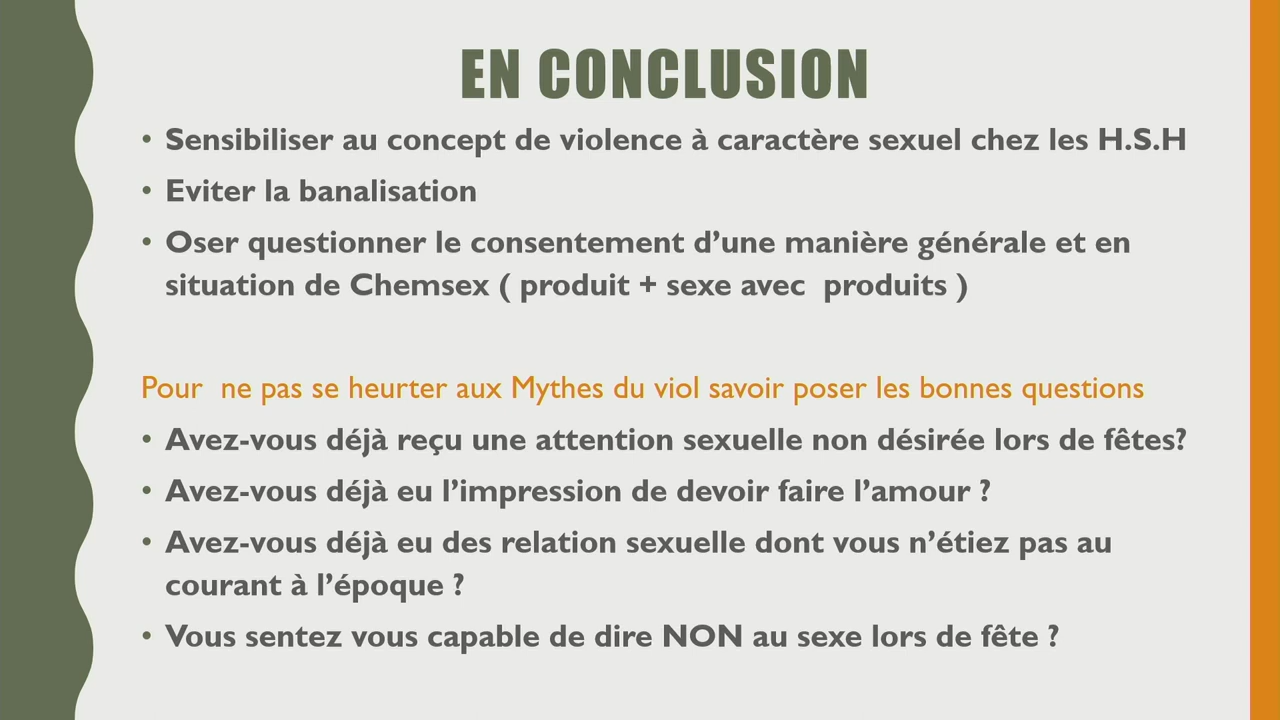 EN CONCLUSION
• Sensibiliser au concept de violence à caractère sexuel chez les H.S.H
• Eviter la banalisation
• Oser questionner le consentement d’une manière générale et en
situation de Chemsex ( produit + sexe avec  produits )
Pour  ne pas se heurter aux Mythes du viol savoir poser les bonnes questions
• Avez-vous déjà reçu une attention sexuelle non désirée lors de fêtes?
• Avez-vous déjà eu l’impression de devoir faire l’amour ?
• Avez-vous déjà eu des relation sexuelle dont vous n’étiez pas au
courant à l’époque ?
• Vous sentez vous capable de dire NON au sexe lors de fête ?